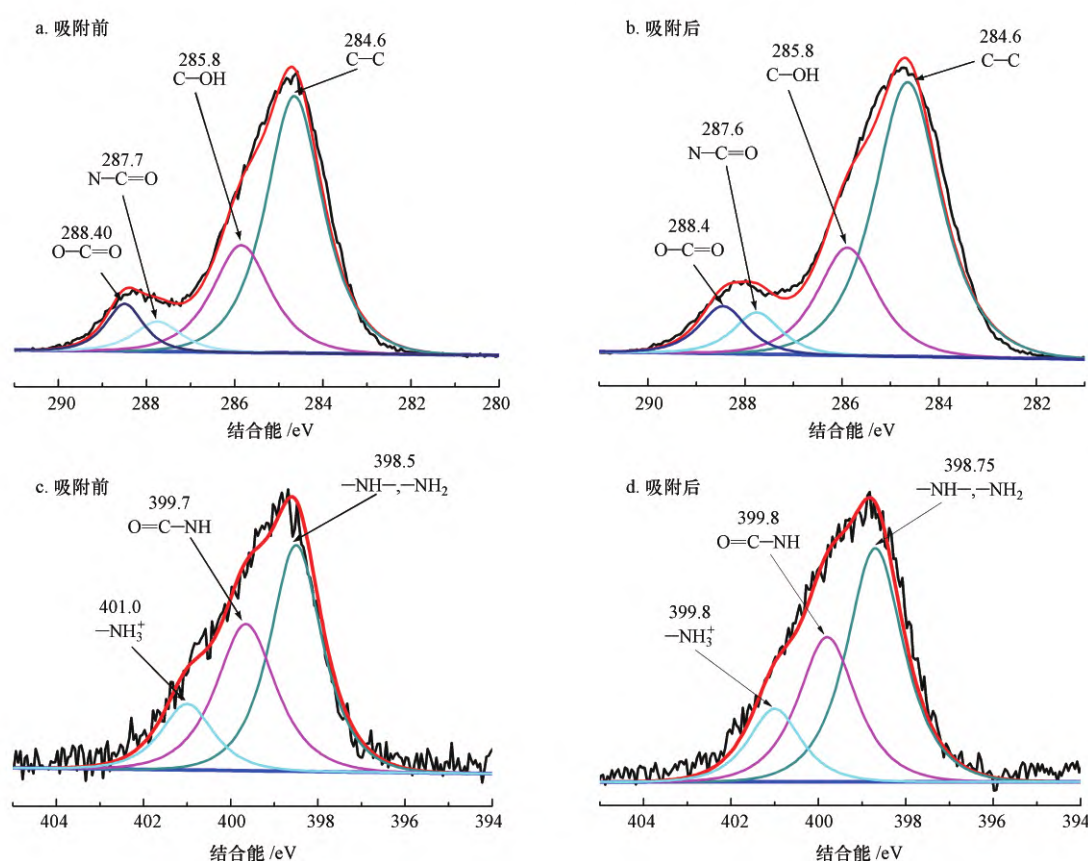 a. 吸附前
284.6
C—C
285.8
C—OH
287.7
N—C=O
288.40
O—C=O
290 288 286 284 282 280
结合能 /eV
b. 吸附后
284.6
C—C
285.8
C—OH
287.6
N—C=O
288.4
O—C=O
290 288 286 284 282
结合能 /eV
c. 吸附前
398.5
—NH—,—NH₂
399.7
O=C—NH
401.0
—NH₃⁺
404 402 400 398 396 394
结合能 /eV
d. 吸附后
398.75
—NH—,—NH₂
399.8
O=C—NH
399.8
—NH₃⁺
404 402 400 398 396 394
结合能 /eV